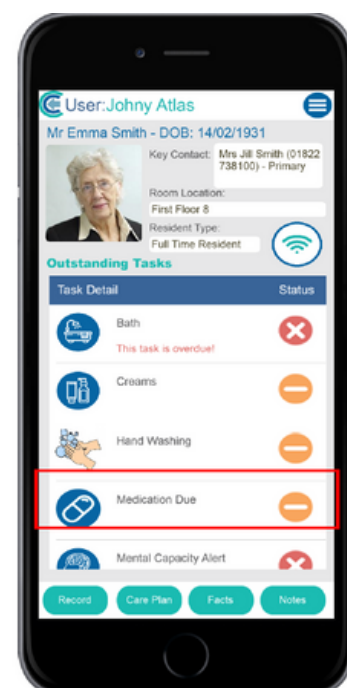 User:Johny Atlas
Mr Emma Smith - DOB: 14/02/1931
Key Contact: Mrs Jill Smith (01822
738100) - Primary
Room Location:
First Floor 8
Resident Type:
Full Time Resident
Outstanding Tasks
Task Detail Status
Bath
This task is overdue!
Creams
Hand Washing
Medication Due
Mental Capacity Alert
Record Care Plan Facts Notes